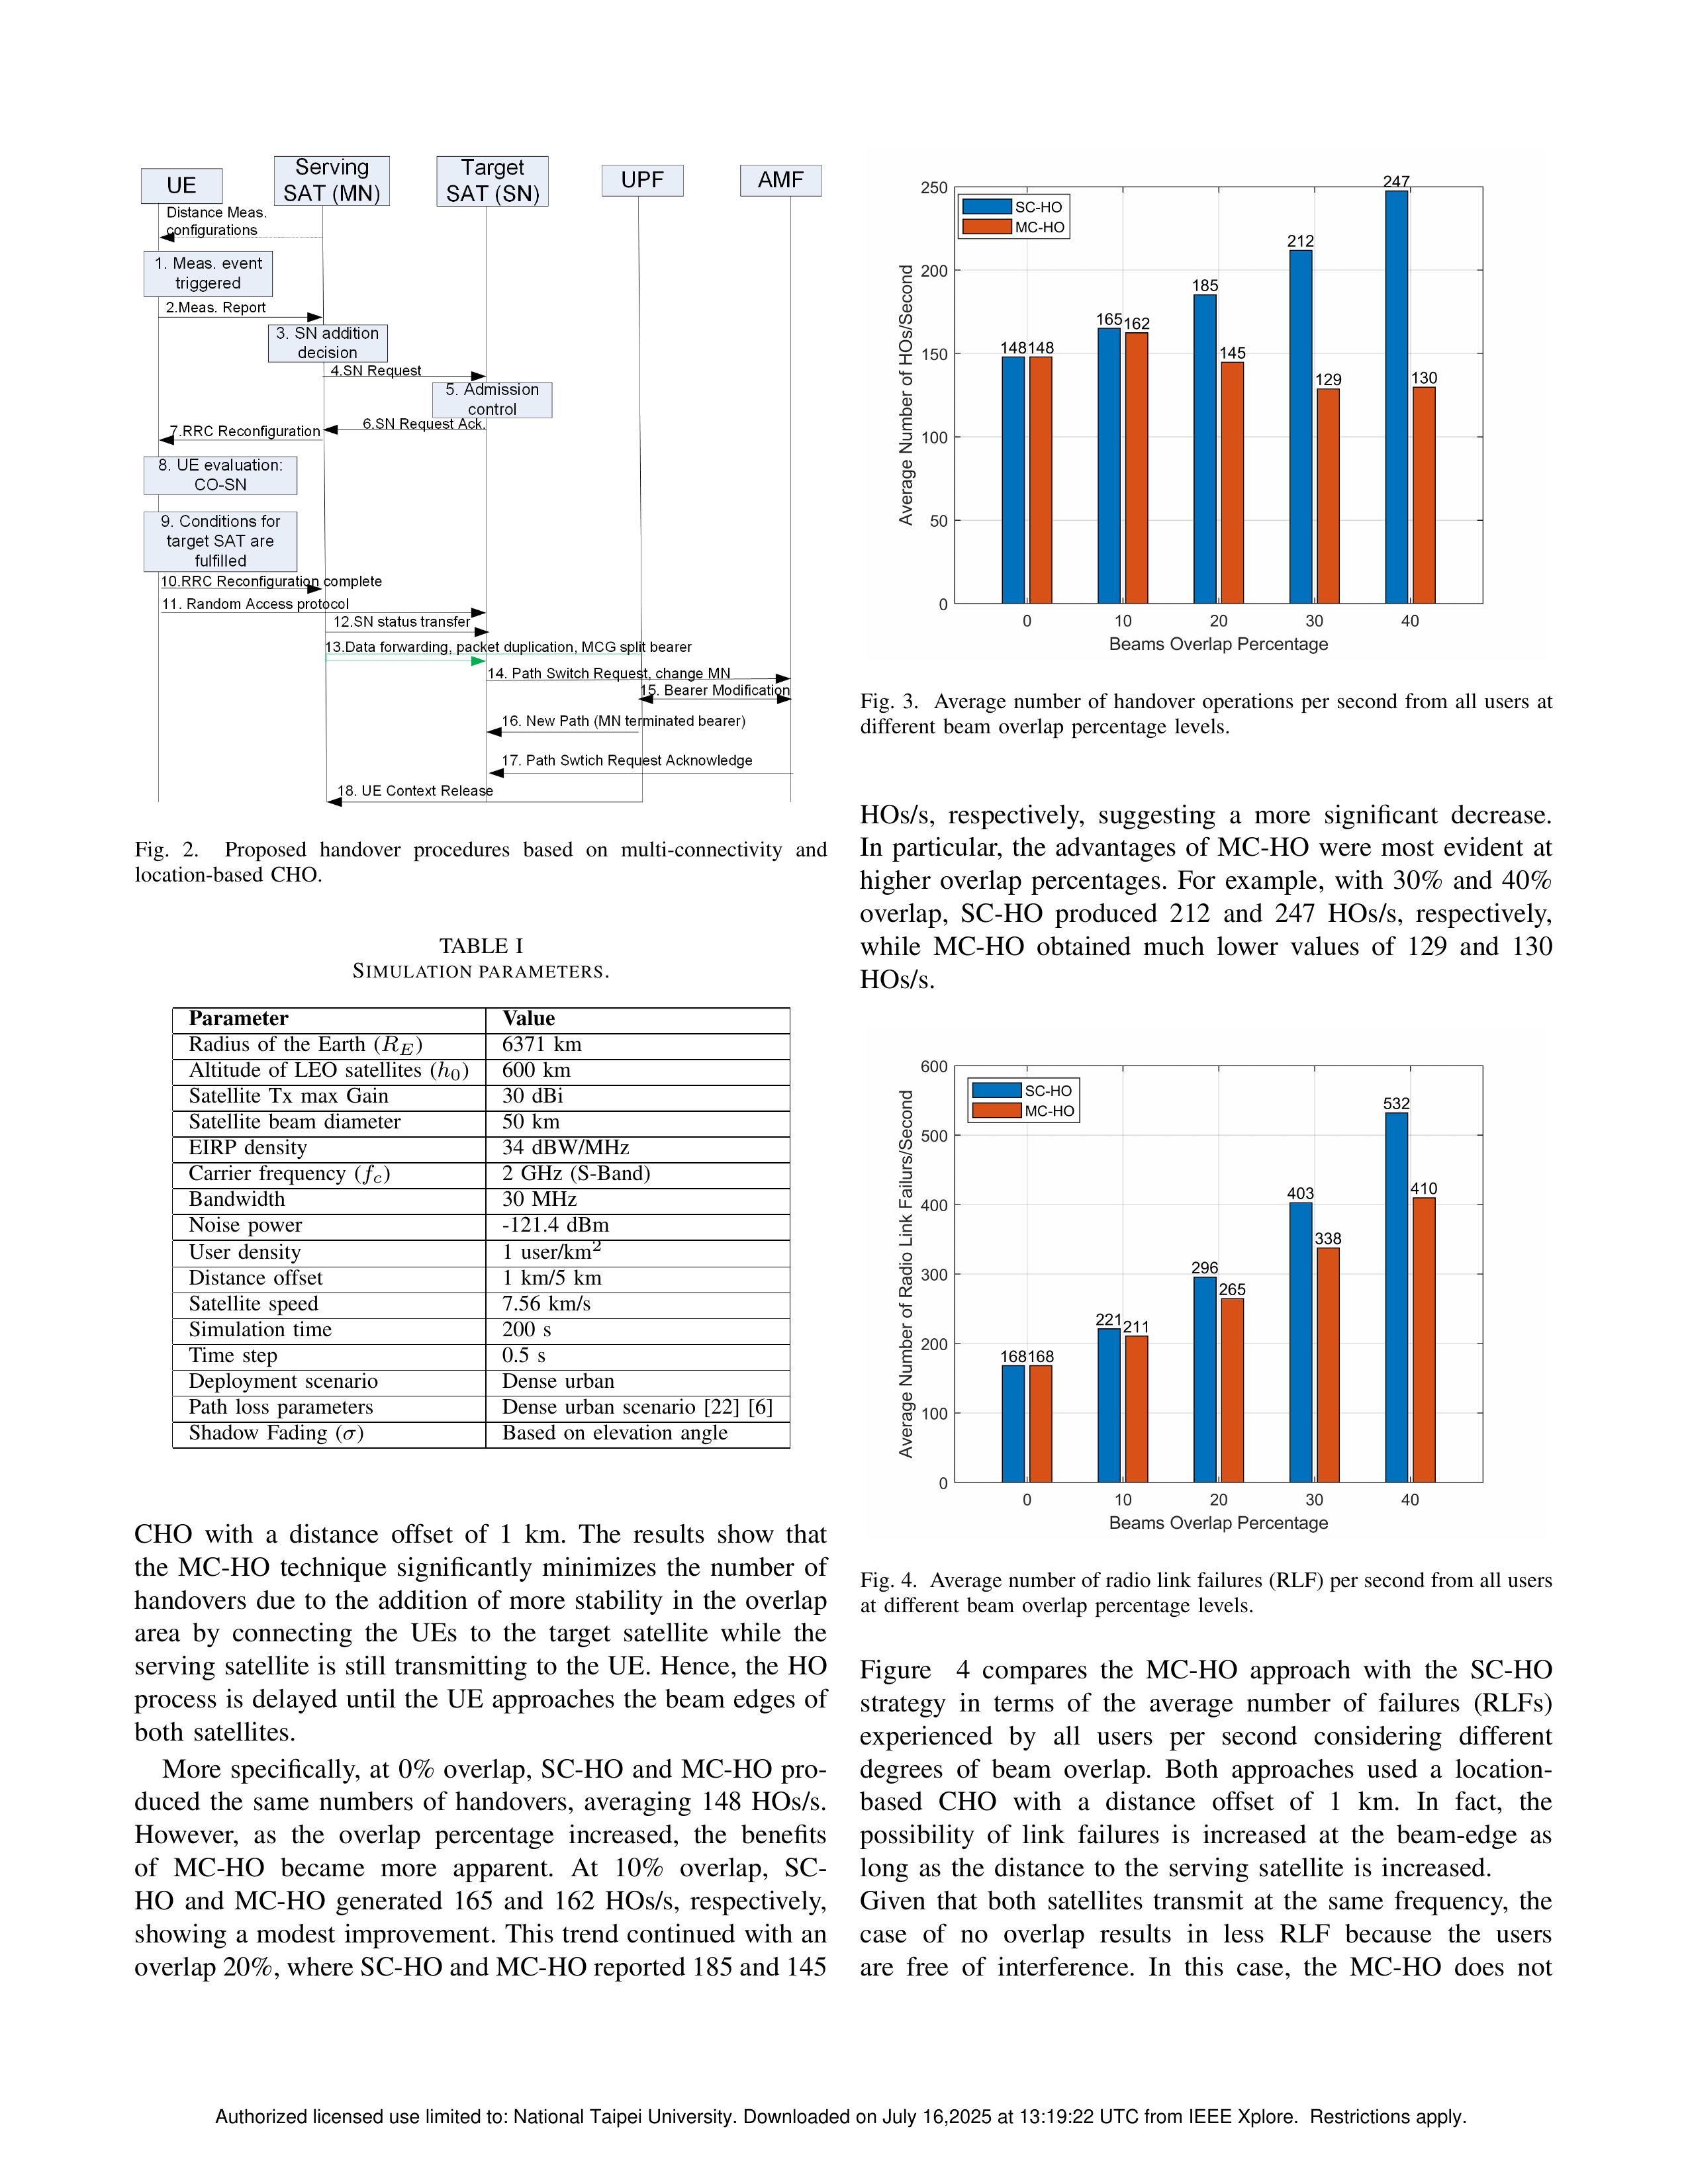 UE
Serving
SAT (MN)
Target
SAT (SN)
UPF
AMF
Distance Meas.
configurations
1. Meas. event
triggered
2.Meas. Report
3. SN addition
decision
4.SN Request
5. Admission
control
6.SN Request Ack.
7.RRC Reconfiguration
8. UE evaluation:
CO-SN
9. Conditions for
target SAT are
fulfilled
10.RRC Reconfiguration complete
11. Random Access protocol
12.SN status transfer
13.Data forwarding, packet duplication, MCG split bearer
14. Path Switch Request, change MN
15. Bearer Modification
16. New Path (MN terminated bearer)
17. Path Swtich Request Acknowledge
18. UE Context Release
Fig. 2. Proposed handover procedures based on multi-connectivity and
location-based CHO.
TABLE I
SIMULATION PARAMETERS.
Parameter Value
Radius of the Earth (R_E) 6371 km
Altitude of LEO satellites (h_0) 600 km
Satellite Tx max Gain 30 dBi
Satellite beam diameter 50 km
EIRP density 34 dBW/MHz
Carrier frequency (f_c) 2 GHz (S-Band)
Bandwidth 30 MHz
Noise power -121.4 dBm
User density 1 user/km²
Distance offset 1 km/5 km
Satellite speed 7.56 km/s
Simulation time 200 s
Time step 0.5 s
Deployment scenario Dense urban
Path loss parameters Dense urban scenario [22] [6]
Shadow Fading (σ) Based on elevation angle
CHO with a distance offset of 1 km. The results show that
the MC-HO technique significantly minimizes the number of
handovers due to the addition of more stability in the overlap
area by connecting the UEs to the target satellite while the
serving satellite is still transmitting to the UE. Hence, the HO
process is delayed until the UE approaches the beam edges of
both satellites.
More specifically, at 0% overlap, SC-HO and MC-HO pro-
duced the same numbers of handovers, averaging 148 HOs/s.
However, as the overlap percentage increased, the benefits
of MC-HO became more apparent. At 10% overlap, SC-
HO and MC-HO generated 165 and 162 HOs/s, respectively,
showing a modest improvement. This trend continued with an
overlap 20%, where SC-HO and MC-HO reported 185 and 145
Average Number of HOs/Second
250
200
150
100
50
0
SC-HO
MC-HO
148 148
165 162
185
145
212
129
247
130
0 10 20 30 40
Beams Overlap Percentage
Fig. 3. Average number of handover operations per second from all users at
different beam overlap percentage levels.
HOs/s, respectively, suggesting a more significant decrease.
In particular, the advantages of MC-HO were most evident at
higher overlap percentages. For example, with 30% and 40%
overlap, SC-HO produced 212 and 247 HOs/s, respectively,
while MC-HO obtained much lower values of 129 and 130
HOs/s.
Average Number of Radio Link Failurs/Second
600
500
400
300
200
100
0
SC-HO
MC-HO
168 168
221 211
296
265
403
338
532
410
0 10 20 30 40
Beams Overlap Percentage
Fig. 4. Average number of radio link failures (RLF) per second from all users
at different beam overlap percentage levels.
Figure 4 compares the MC-HO approach with the SC-HO
strategy in terms of the average number of failures (RLFs)
experienced by all users per second considering different
degrees of beam overlap. Both approaches used a location-
based CHO with a distance offset of 1 km. In fact, the
possibility of link failures is increased at the beam-edge as
long as the distance to the serving satellite is increased.
Given that both satellites transmit at the same frequency, the
case of no overlap results in less RLF because the users
are free of interference. In this case, the MC-HO does not
Authorized licensed use limited to: National Taipei University. Downloaded on July 16,2025 at 13:19:22 UTC from IEEE Xplore. Restrictions apply.